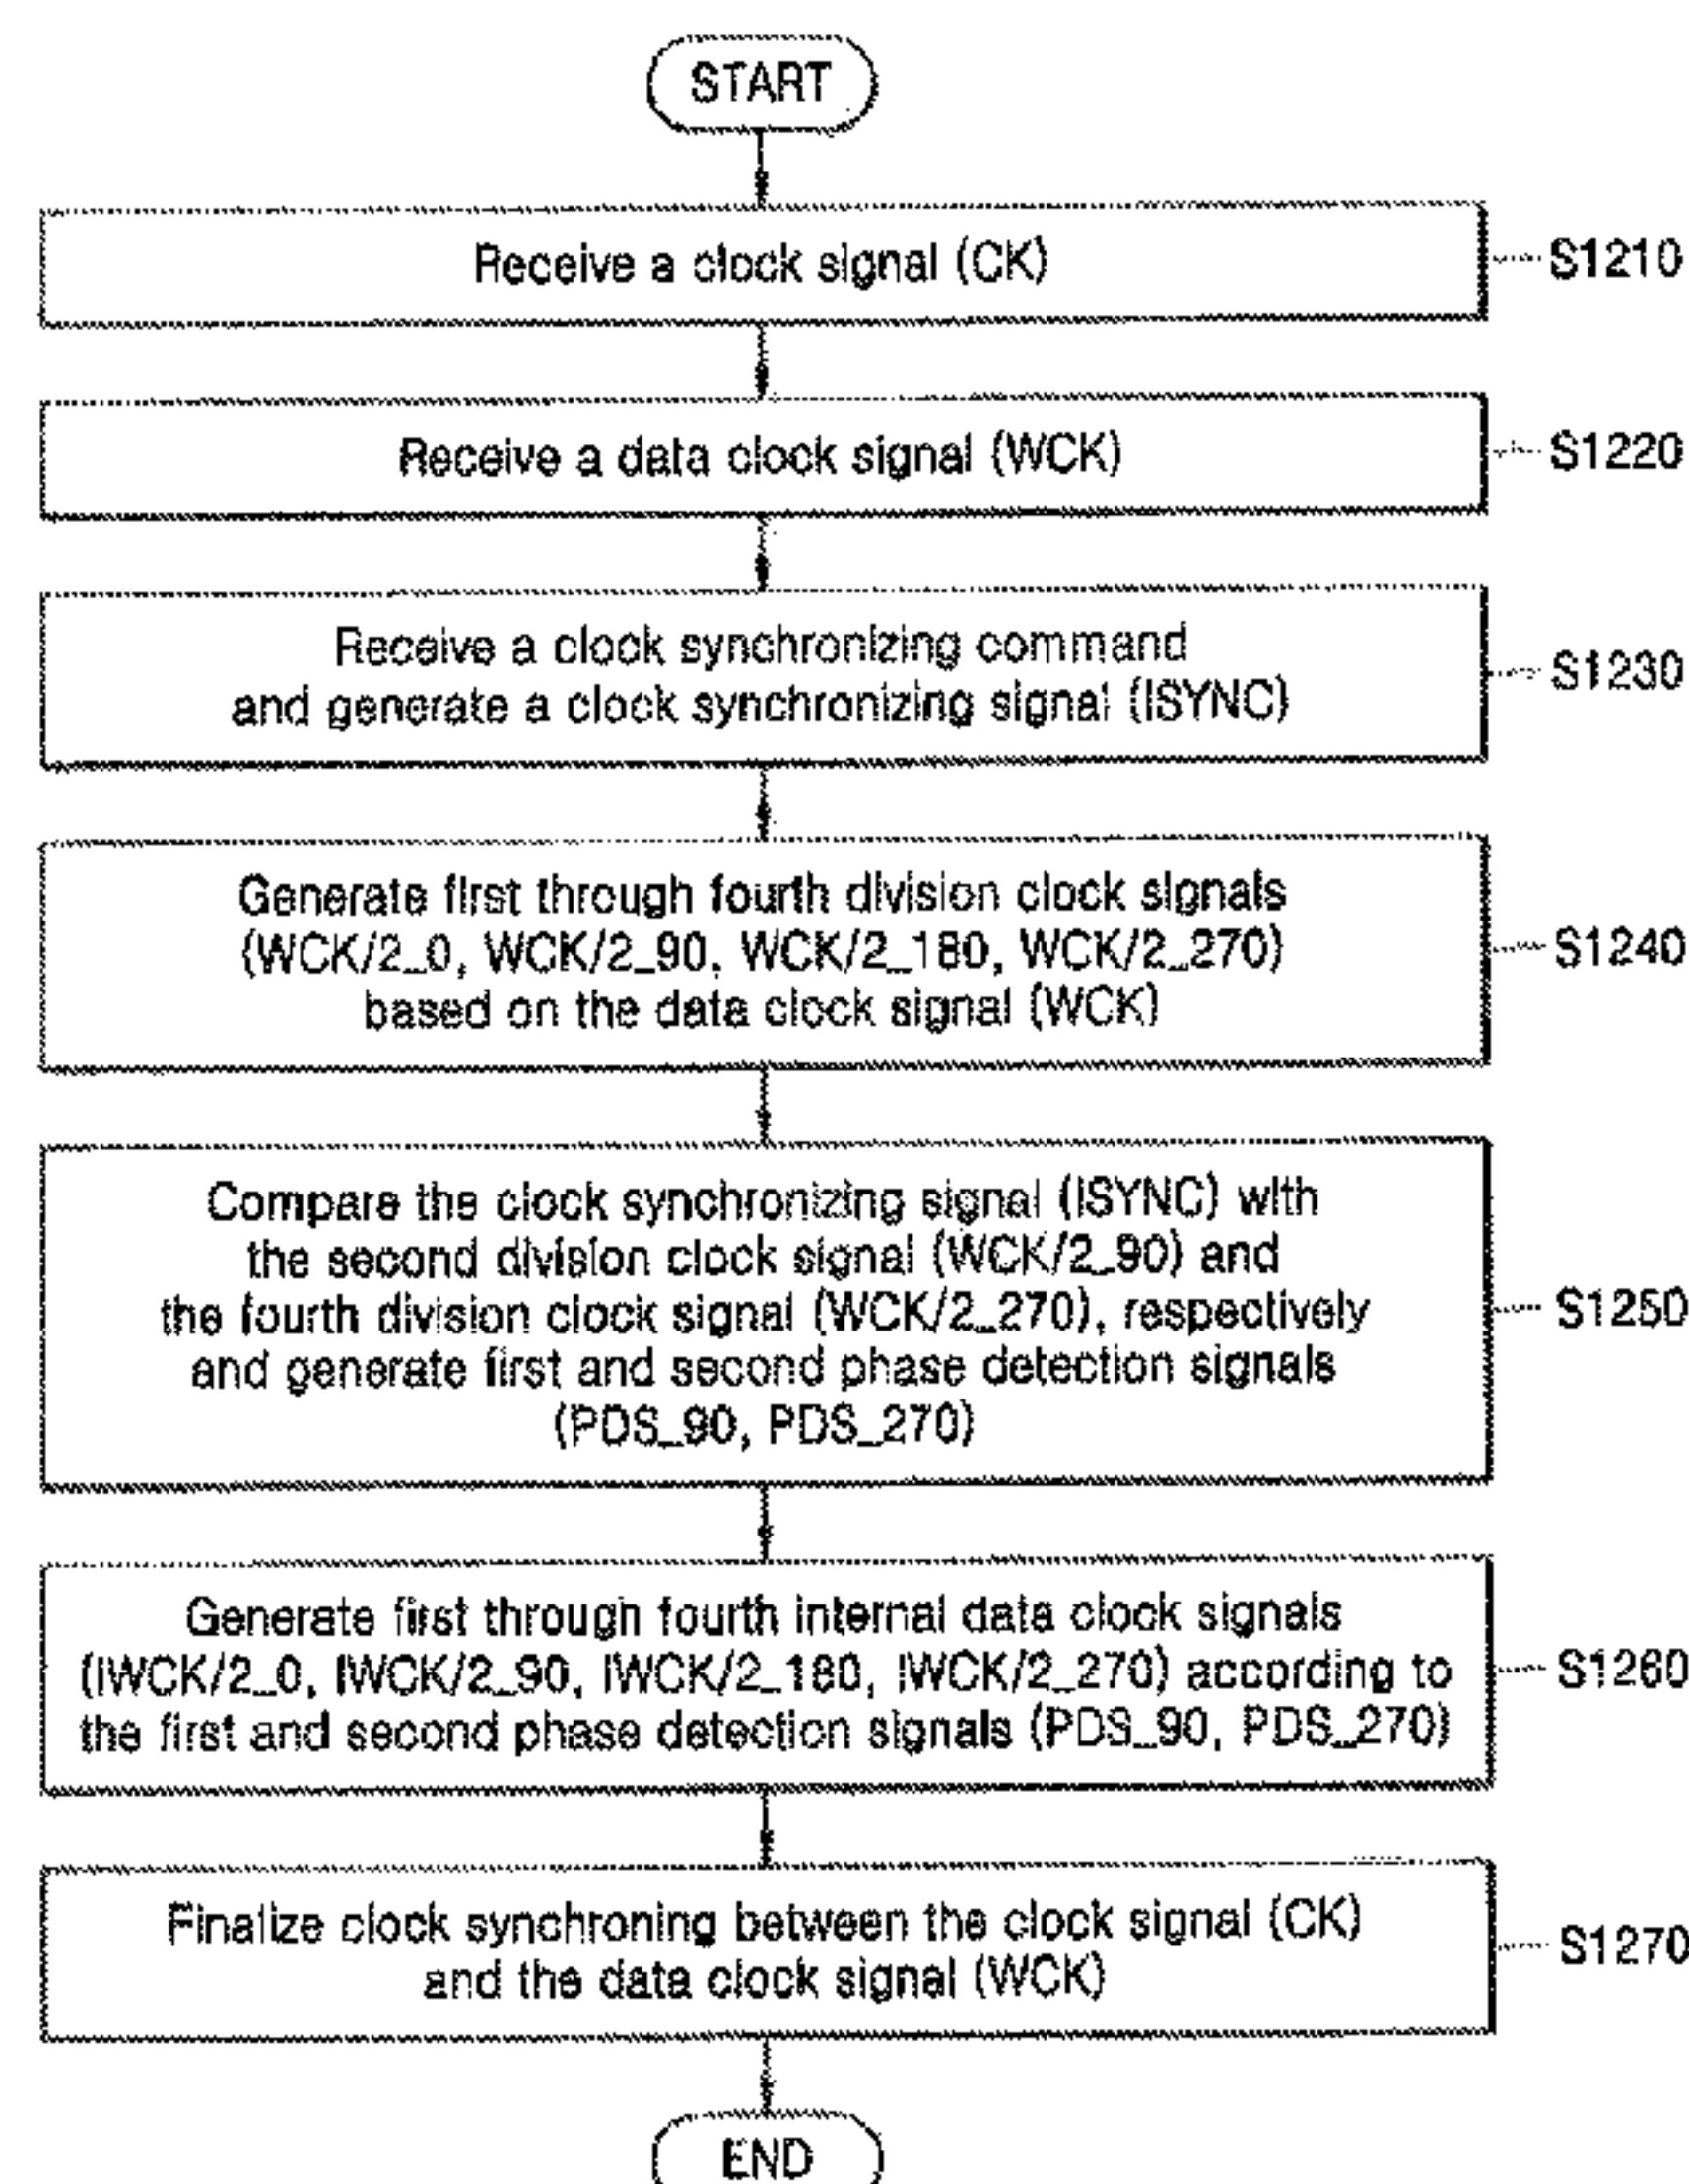 START
Receive a clock signal (CK)
S1210
Receive a data clock signal (WCK)
S1220
Receive a clock synchronizing command
and generate a clock synchronizing signal (ISYNC)
S1230
Generate first through fourth division clock signals
(WCK/2_0, WCK/2_90, WCK/2_180, WCK/2_270)
based on the data clock signal (WCK)
S1240
Compare the clock synchronizing signal (ISYNC) with
the second division clock signal (WCK/2_90) and
the fourth division clock signal (WCK/2_270), respectively
and generate first and second phase detection signals
(PDS_90, PDS_270)
S1250
Generate first through fourth internal data clock signals
(IWCK/2_0, IWCK/2_90, IWCK/2_180, IWCK/2_270) according to
the first and second phase detection signals (PDS_90, PDS_270)
S1260
Finalize clock synchroning between the clock signal (CK)
and the data clock signal (WCK)
S1270
END